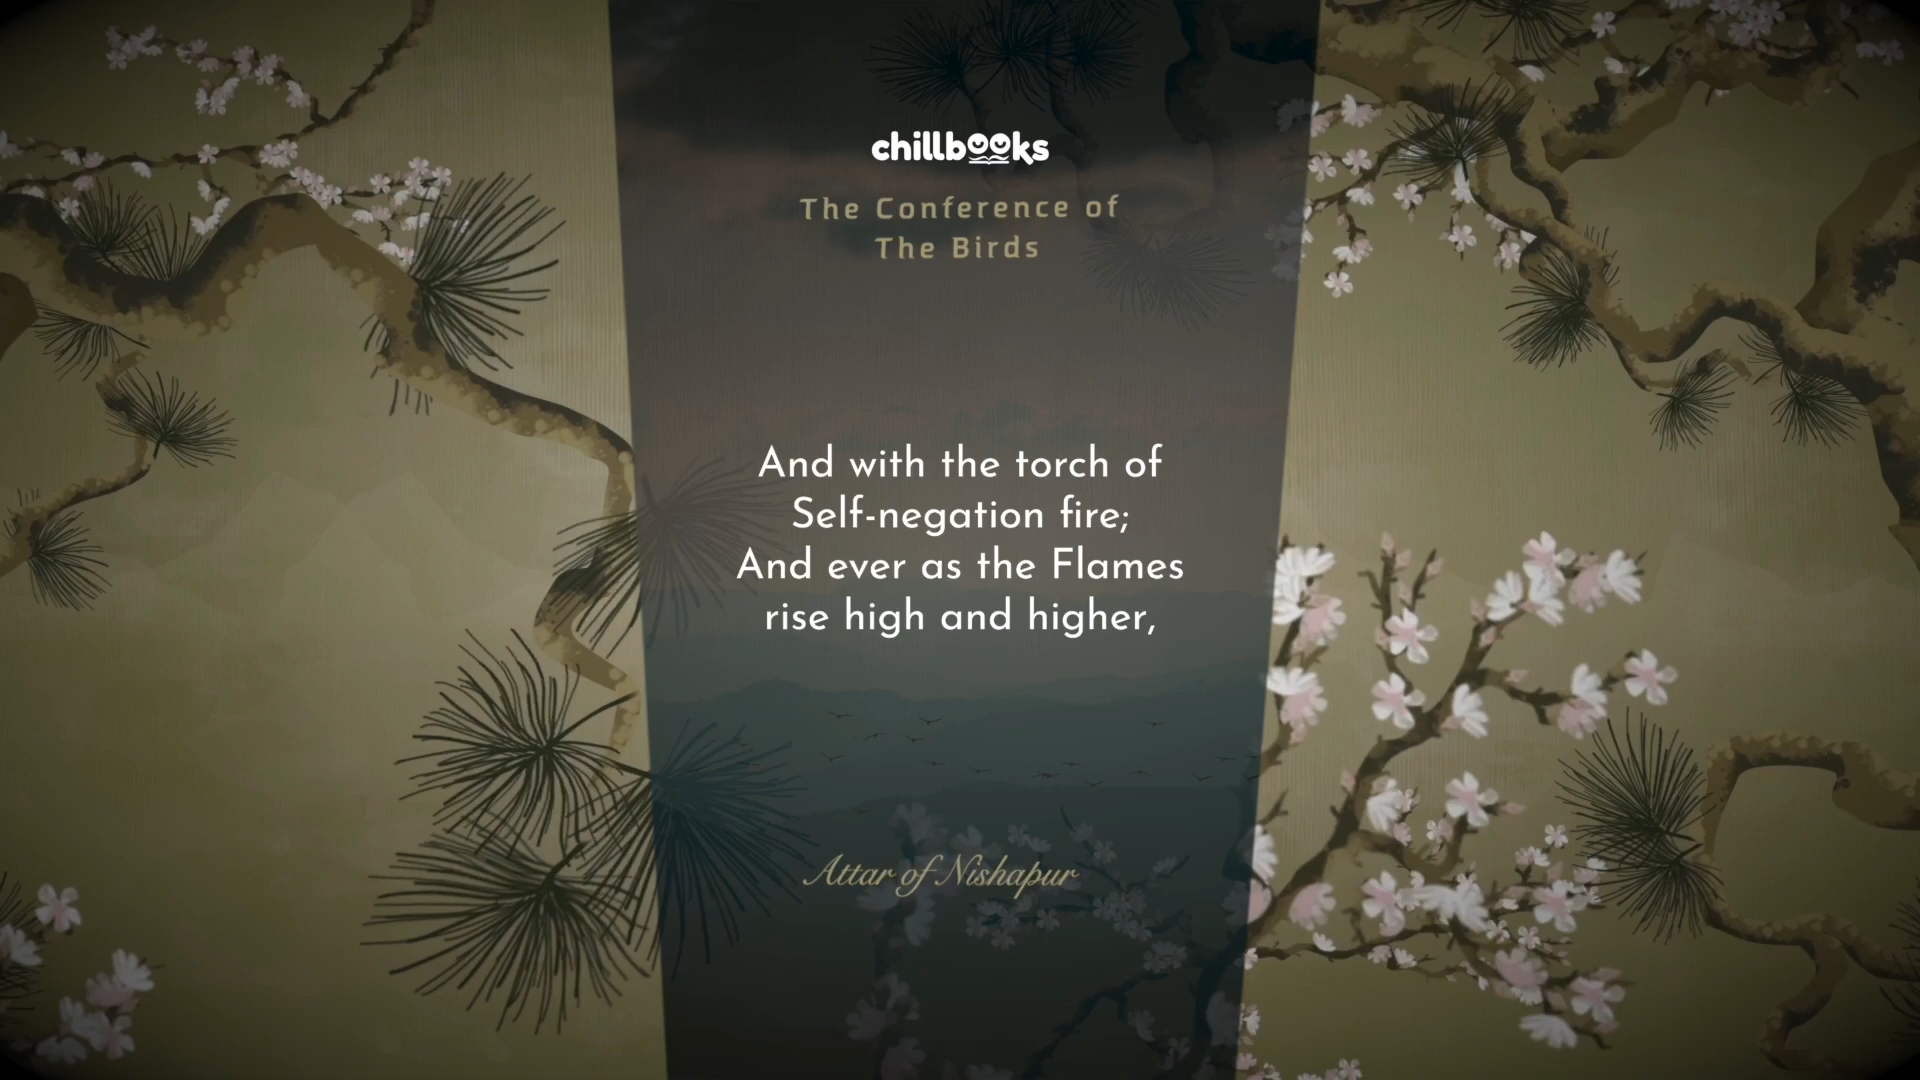 chillbooks
The Conference of
The Birds
And with the torch of
Self-negation fire;
And ever as the Flames
rise high and higher,
Attar of Nishapur